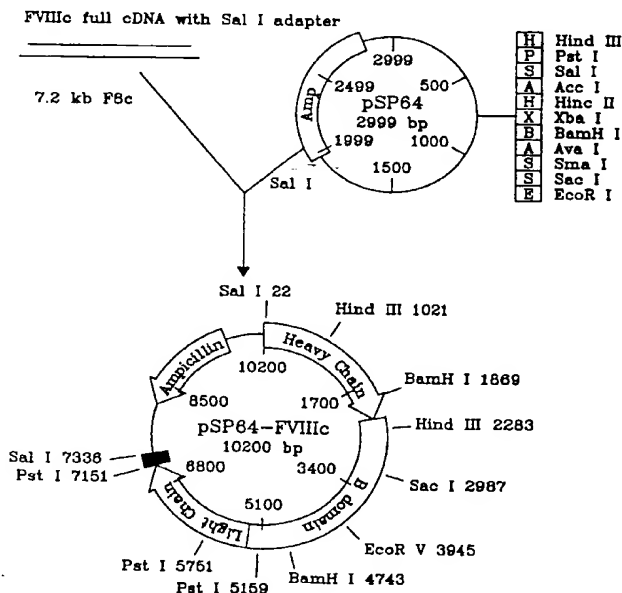 FVIIIc full cDNA with Sal I adapter
7.2 kb F8c
Sal I
Amp
2999
2499
500
pSP64
2999 bp
1999
1000
1500
H Hind III
P Pst I
S Sal I
A Acc I
H Hinc II
X Xba I
B BamH I
A Ava I
S Sma I
S Sac I
E EcoR I
Sal I 22
Hind III 1021
Heavy Chain
Ampicillin
10200
BamH I 1869
1700
8500
Hind III 2283
pSP64-FVIIIc
10200 bp
Sal I 7336
Pst I 7151
6800
3400
Sac I 2987
5100
B domain
Light Chain
EcoR V 3945
Pst I 5751
BamH I 4743
Pst I 5159